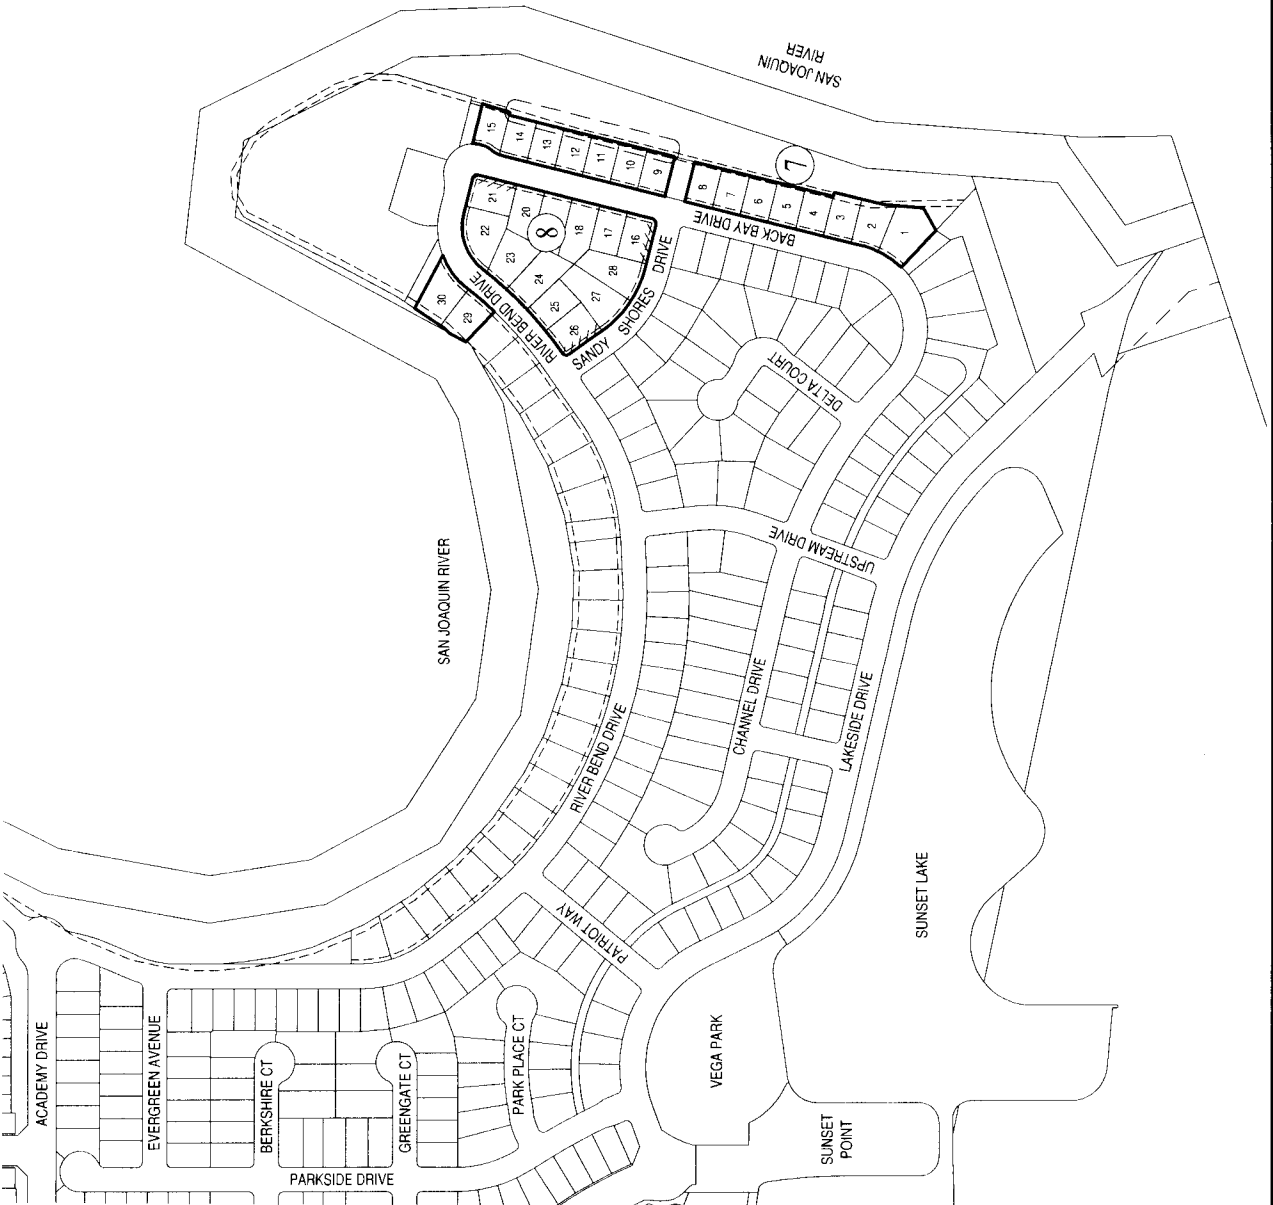 SAN JOAQUIN
RIVER
15
14
13
12
11
10
9
8
7
6
5
4
3
2
1
7
21
20
8
18
17
16
22
23
24
25
26
27
28
30
29
BACK BAY DRIVE
RIVER BEND DRIVE
SANDY SHORES DRIVE
DELTA COURT
SAN JOAQUIN RIVER
UPSTREAM DRIVE
CHANNEL DRIVE
LAKESIDE DRIVE
RIVER BEND DRIVE
PATRIOT WAY
SUNSET LAKE
ACADEMY DRIVE
EVERGREEN AVENUE
BERKSHIRE CT
GREENGATE CT
PARK PLACE CT
VEGA PARK
SUNSET
POINT
PARKSIDE DRIVE